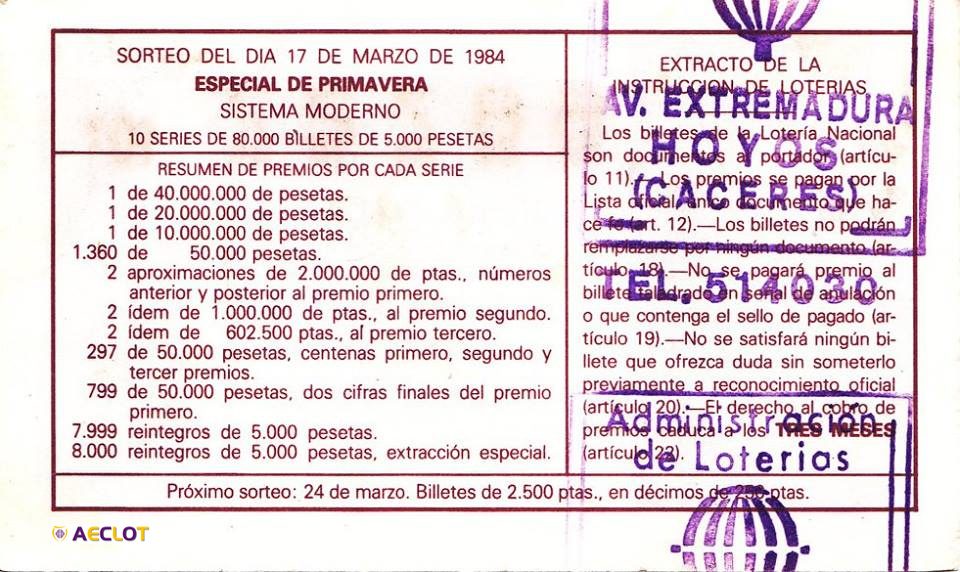 SORTEO DEL DIA 17 DE MARZO DE 1984
ESPECIAL DE PRIMAVERA
SISTEMA MODERNO
10 SERIES DE 80.000 BILLETES DE 5.000 PESETAS
RESUMEN DE PREMIOS POR CADA SERIE
1 de 40.000.000 de pesetas.
1 de 20.000.000 de pesetas.
1 de 10.000.000 de pesetas.
1.360 de 50.000 pesetas.
2 aproximaciones de 2.000.000 de ptas., números
anterior y posterior al premio primero.
2 ídem de 1.000.000 de ptas., al premio segundo.
2 ídem de 602.500 ptas., al premio tercero.
297 de 50.000 pesetas, centenas primero, segundo y
tercer premios.
799 de 50.000 pesetas, dos cifras finales del premio
primero.
7.999 reintegros de 5.000 pesetas.
8.000 reintegros de 5.000 pesetas, extracción especial.
EXTRACTO DE LA
INSTRUCCION DE LOTERIAS
Los billetes de la Lotería Nacional
son documentos al portador (artícu-
lo 11).—Los premios se pagan por la
Lista oficial, único documento que ha-
ce fe (art. 12).—Los billetes no podrán
remplazarse por ningún documento (ar-
tículo 18).—No se pagará premio al
billete taladrado en señal de anulación
o que contenga el sello de pagado (ar-
tículo 19).—No se satisfará ningún bi-
llete que ofrezca duda sin someterlo
previamente a reconocimiento oficial
(artículo 20).—El derecho al cobro de
premios caduca a los TRES MESES
(artículo 22).
AV. EXTREMADURA
HOYOS
(CACERES)
TEL. 514030
Administración
de Loterias
Próximo sorteo: 24 de marzo. Billetes de 2.500 ptas., en décimos de 250 ptas.
AECLOT